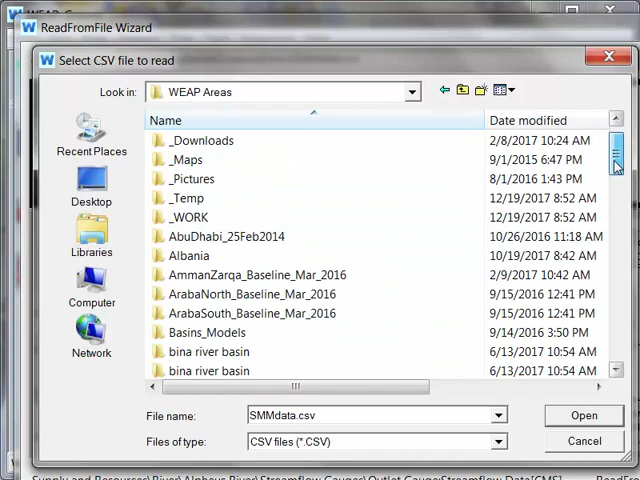 ReadFromFile Wizard
Select CSV file to read
Look in: WEAP Areas
Name Date modified
_Downloads 2/8/2017 10:24 AM
_Maps 9/1/2015 6:47 PM
_Pictures 8/1/2016 1:43 PM
_Temp 12/19/2017 8:52 AM
_WORK 12/19/2017 8:52 AM
AbuDhabi_25Feb2014 10/26/2016 11:18 AM
Albania 10/19/2017 8:42 AM
AmmanZarqa_Baseline_Mar_2016 2/9/2017 10:42 AM
ArabaNorth_Baseline_Mar_2016 9/15/2016 12:41 PM
ArabaSouth_Baseline_Mar_2016 9/15/2016 12:41 PM
Basins_Models 9/14/2016 3:50 PM
bina river basin 6/13/2017 10:54 AM
bina river basin 6/13/2017 10:54 AM
Recent Places
Desktop
Libraries
Computer
Network
File name: SMMdata.csv Open
Files of type: CSV files (*.CSV) Cancel